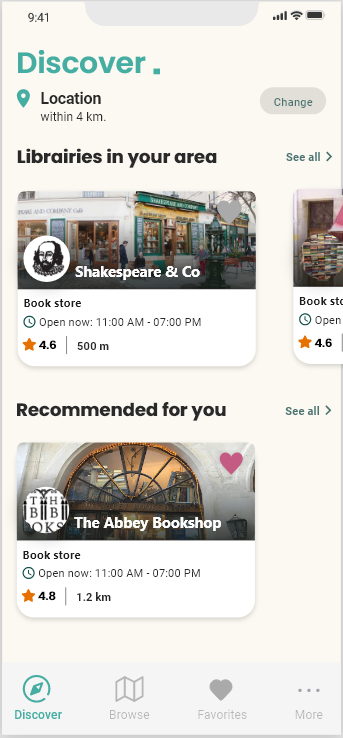 9:41
Discover .
Location
within 4 km.
Change
Librairies in your area
See all
SHAKESPEARE AND COMPANY
Shakespeare & Co
Book store
Open now: 11:00 AM - 07:00 PM
4.6
500 m
Book sto
Open
4.6
Recommended for you
See all
The Abbey Bookshop
Book store
Open now: 11:00 AM - 07:00 PM
4.8
1.2 km
Discover
Browse
Favorites
More